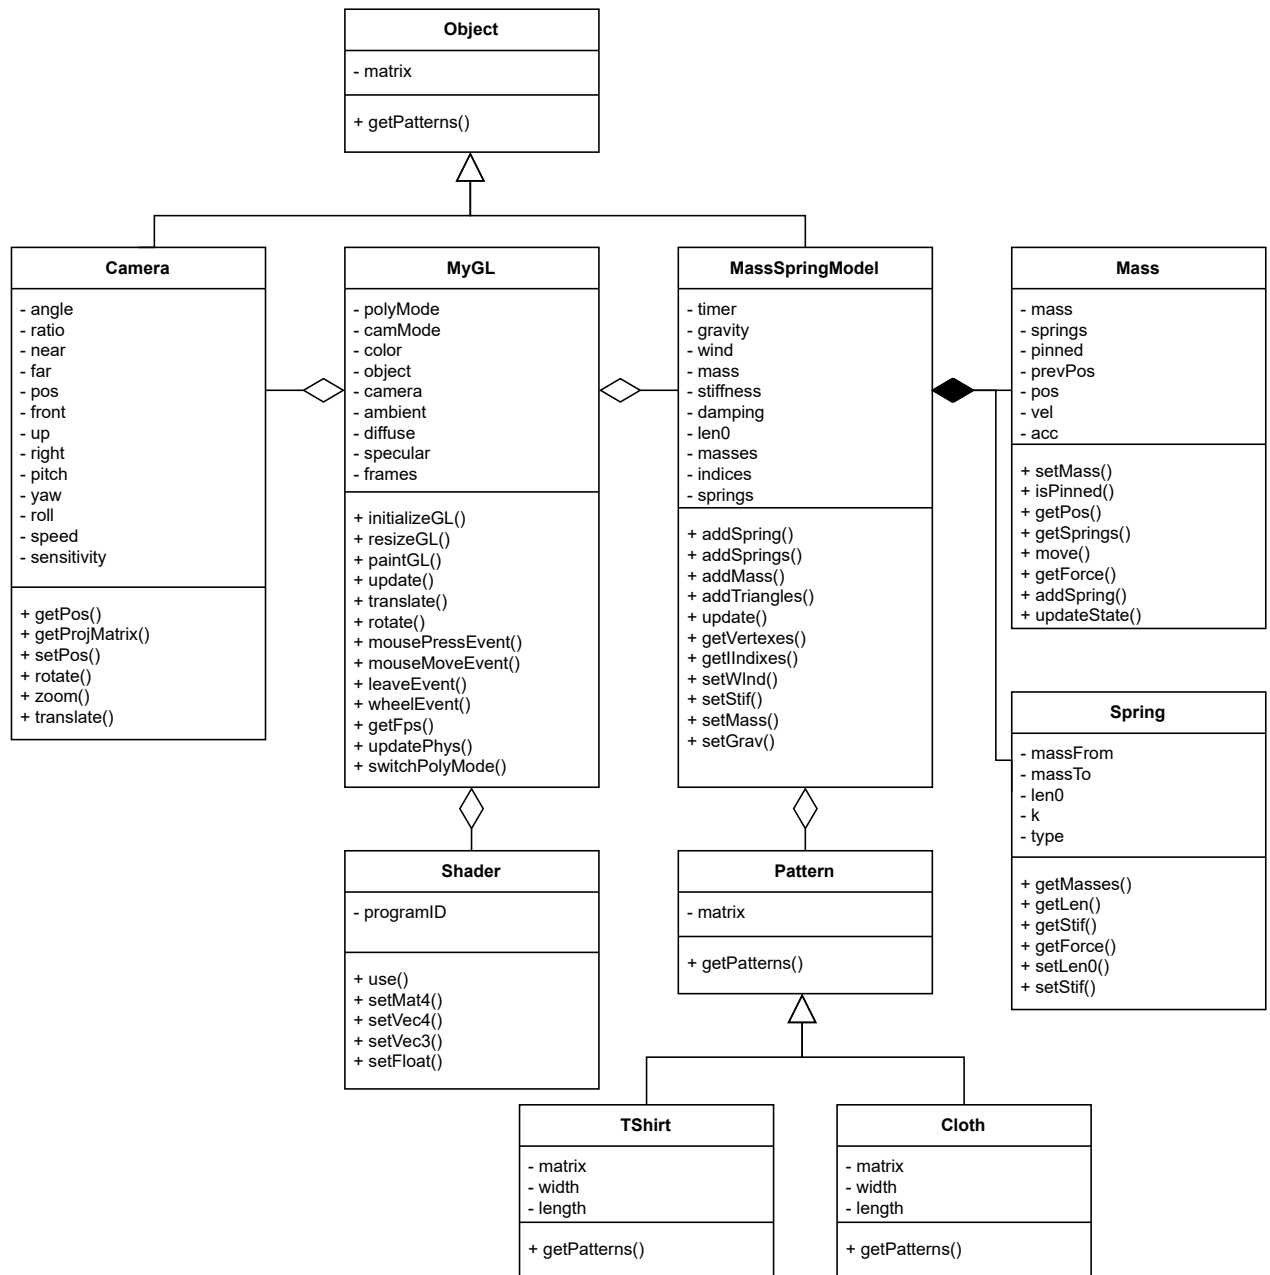 Object
- matrix
+ getPatterns()
Camera
- angle
- ratio
- near
- far
- pos
- front
- up
- right
- pitch
- yaw
- roll
- speed
- sensitivity
+ getPos()
+ getProjMatrix()
+ setPos()
+ rotate()
+ zoom()
+ translate()
MyGL
- polyMode
- camMode
- color
- object
- camera
- ambient
- diffuse
- specular
- frames
+ initializeGL()
+ resizeGL()
+ paintGL()
+ update()
+ translate()
+ rotate()
+ mousePressEvent()
+ mouseMoveEvent()
+ leaveEvent()
+ wheelEvent()
+ getFps()
+ updatePhys()
+ switchPolyMode()
MassSpringModel
- timer
- gravity
- wind
- mass
- stiffness
- damping
- len0
- masses
- indices
- springs
+ addSpring()
+ addSprings()
+ addMass()
+ addTriangles()
+ update()
+ getVertexes()
+ getIIndixes()
+ setWInd()
+ setStif()
+ setMass()
+ setGrav()
Mass
- mass
- springs
- pinned
- prevPos
- pos
- vel
- acc
+ setMass()
+ isPinned()
+ getPos()
+ getSprings()
+ move()
+ getForce()
+ addSpring()
+ updateState()
Spring
- massFrom
- massTo
- len0
- k
- type
+ getMasses()
+ getLen()
+ getStif()
+ getForce()
+ setLen0()
+ setStif()
Shader
- programID
+ use()
+ setMat4()
+ setVec4()
+ setVec3()
+ setFloat()
Pattern
- matrix
+ getPatterns()
TShirt
- matrix
- width
- length
+ getPatterns()
Cloth
- matrix
- width
- length
+ getPatterns()